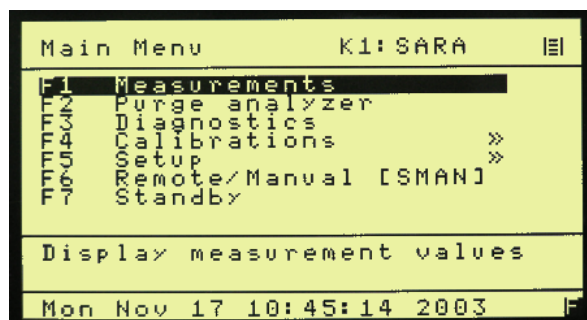 Main Menu K1:SARA
F1 Measurements
F2 Purge analyzer
F3 Diagnostics
F4 Calibrations »
F5 Setup »
F6 Remote/Manual [SMAN]
F7 Standby
Display measurement values
Mon Nov 17 10:45:14 2003 F